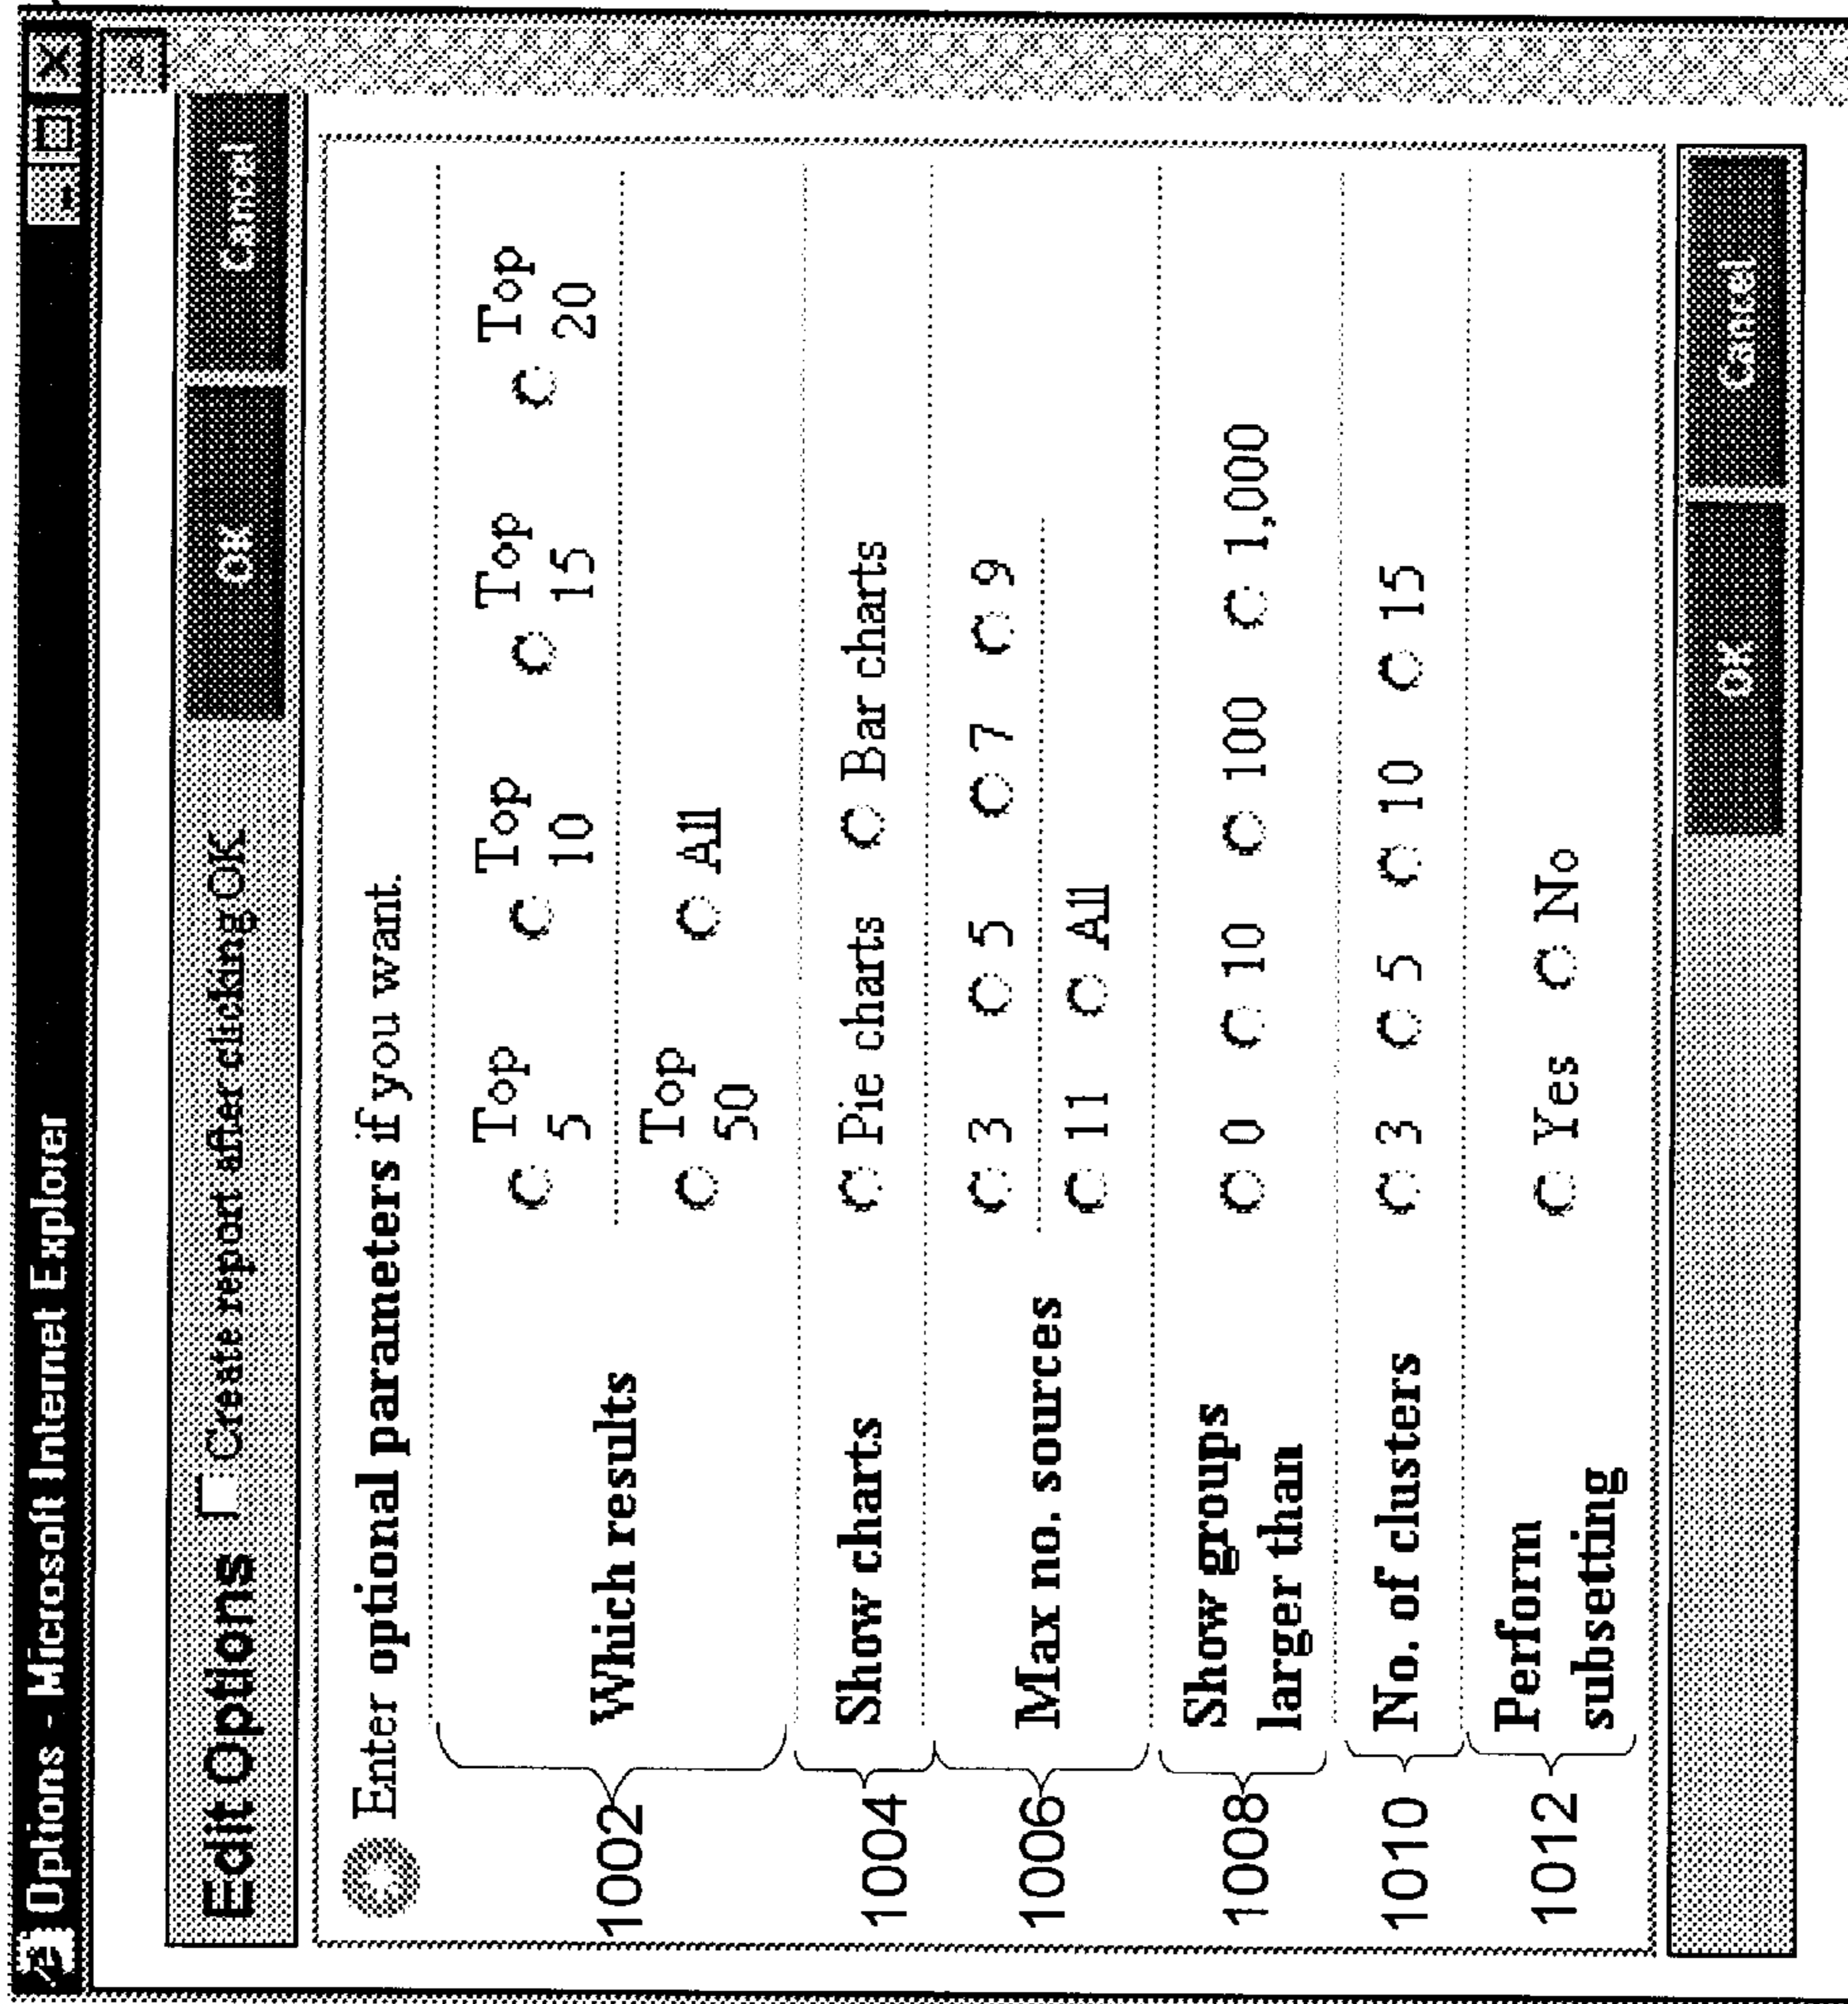 Options - Microsoft Internet Explorer
Edit Options Create report after clicking OK OK Cancel
Enter optional parameters if you want.
1002 Which results Top 5 Top 10 Top 15 Top 20
Top 50 All
1004 Show charts Pie charts Bar charts
1006 Max no. sources 3 5 7 9
11 All
1008 Show groups larger than 0 10 100 1,000
1010 No. of clusters 3 5 10 15
1012 Perform subsetting Yes No
OK Cancel